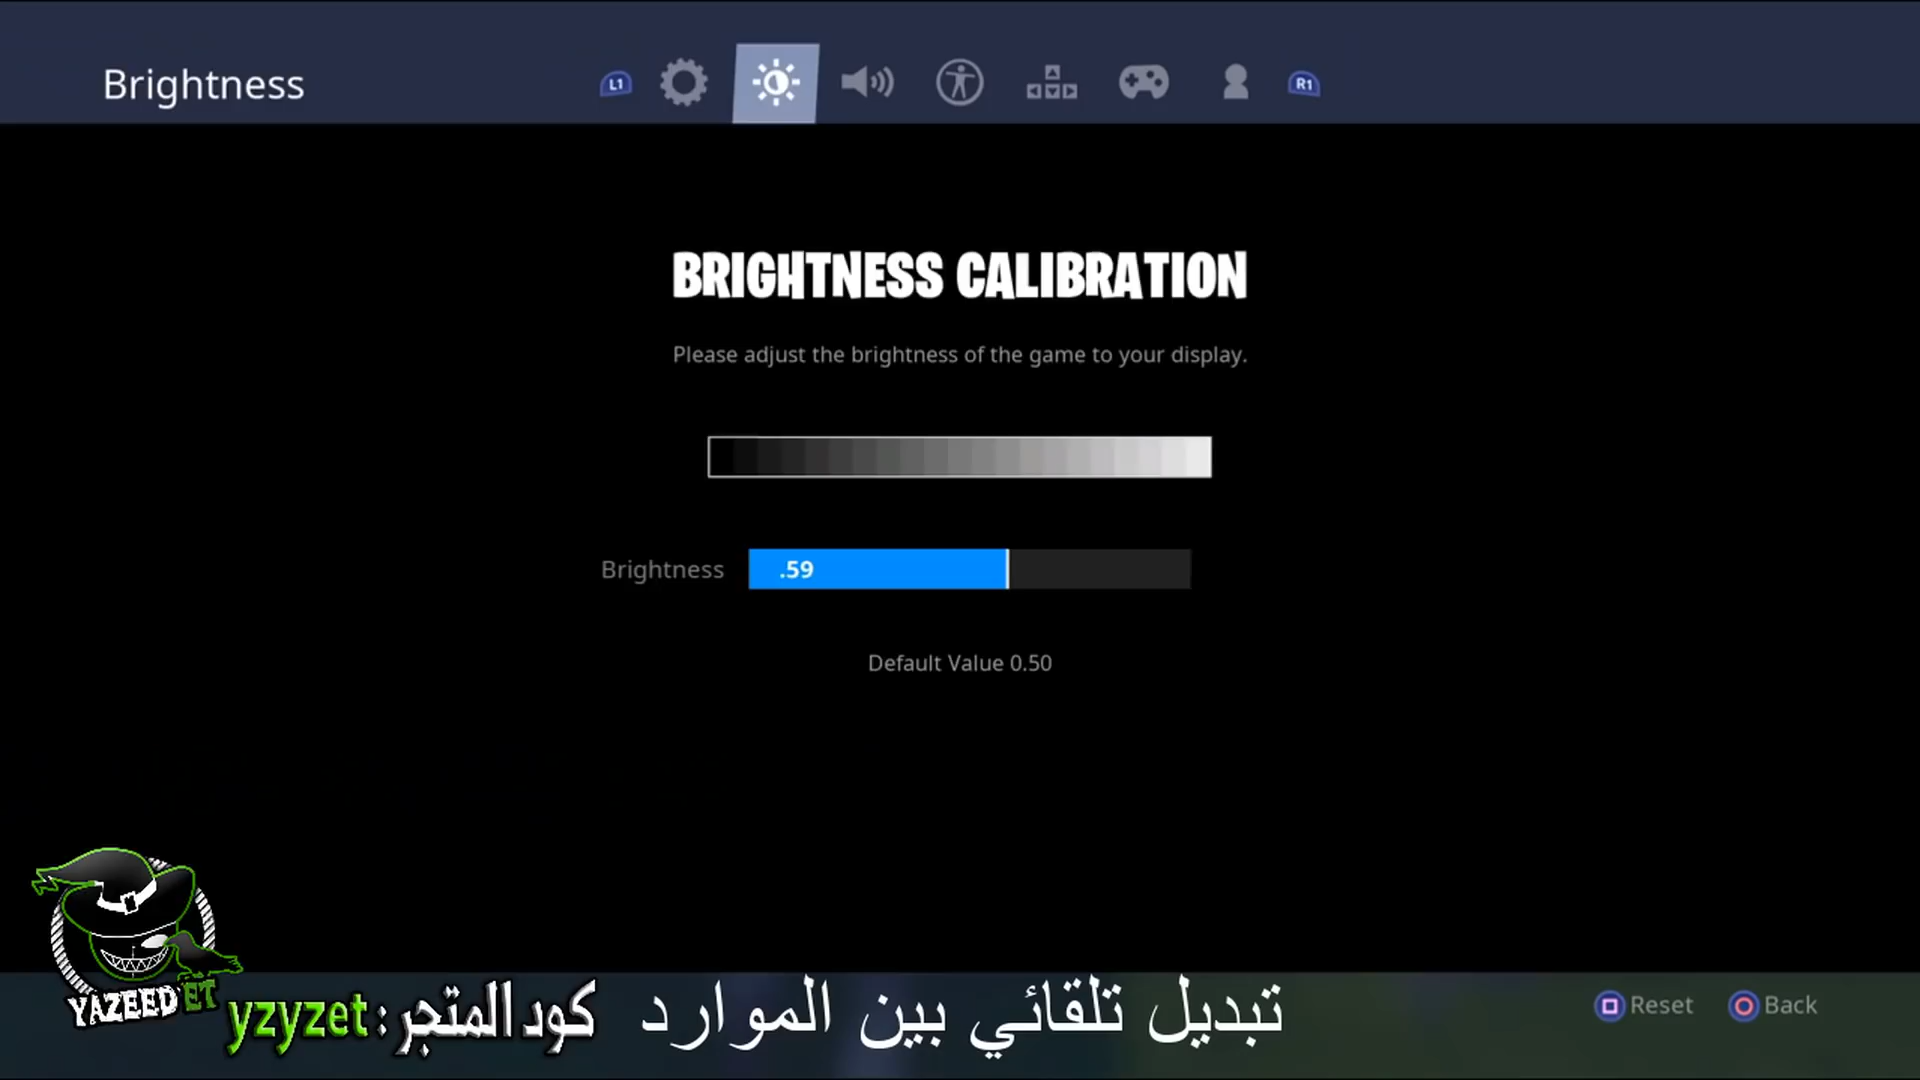 Brightness
L1
R1
BRIGHTNESS CALIBRATION
Please adjust the brightness of the game to your display.
Brightness .59
Default Value 0.50
YAZEED ET
كود المتجر : yzyzet
تبديل تلقائي بين الموارد
Reset
Back